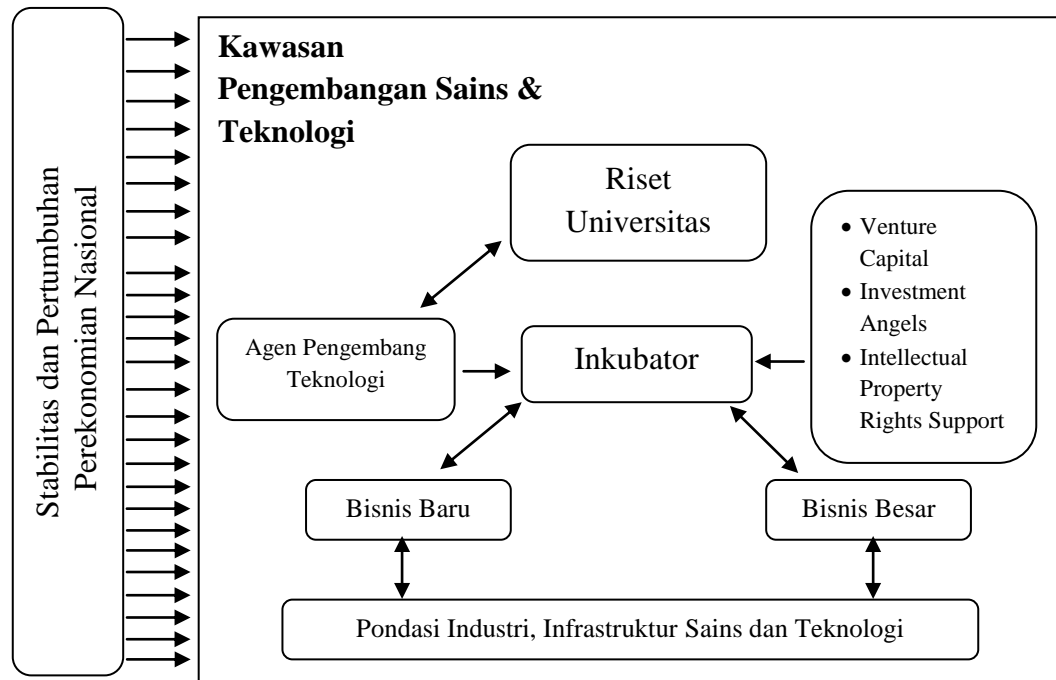 Stabilitas dan Pertumbuhan
Perekonomian Nasional
Kawasan
Pengembangan Sains &
Teknologi
Riset
Universitas
• Venture
Capital
• Investment
Angels
• Intellectual
Property
Rights Support
Agen Pengembang
Teknologi
Inkubator
Bisnis Baru
Bisnis Besar
Pondasi Industri, Infrastruktur Sains dan Teknologi